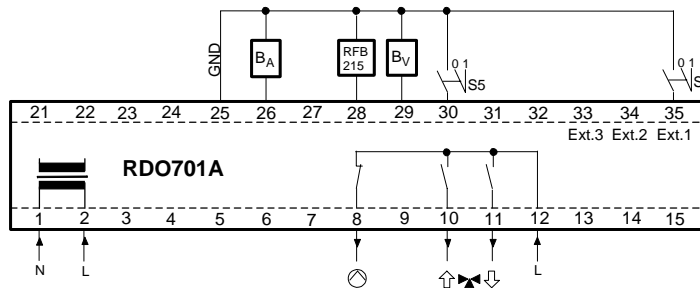 GND
B_A
RFB
215
B_V
0 1
S5
0 1
S
21 22 23 24 25 26 27 28 29 30 31 32 33 34 35
Ext.3 Ext.2 Ext.1
RDO701A
1 2 3 4 5 6 7 8 9 10 11 12 13 14 15
N L L